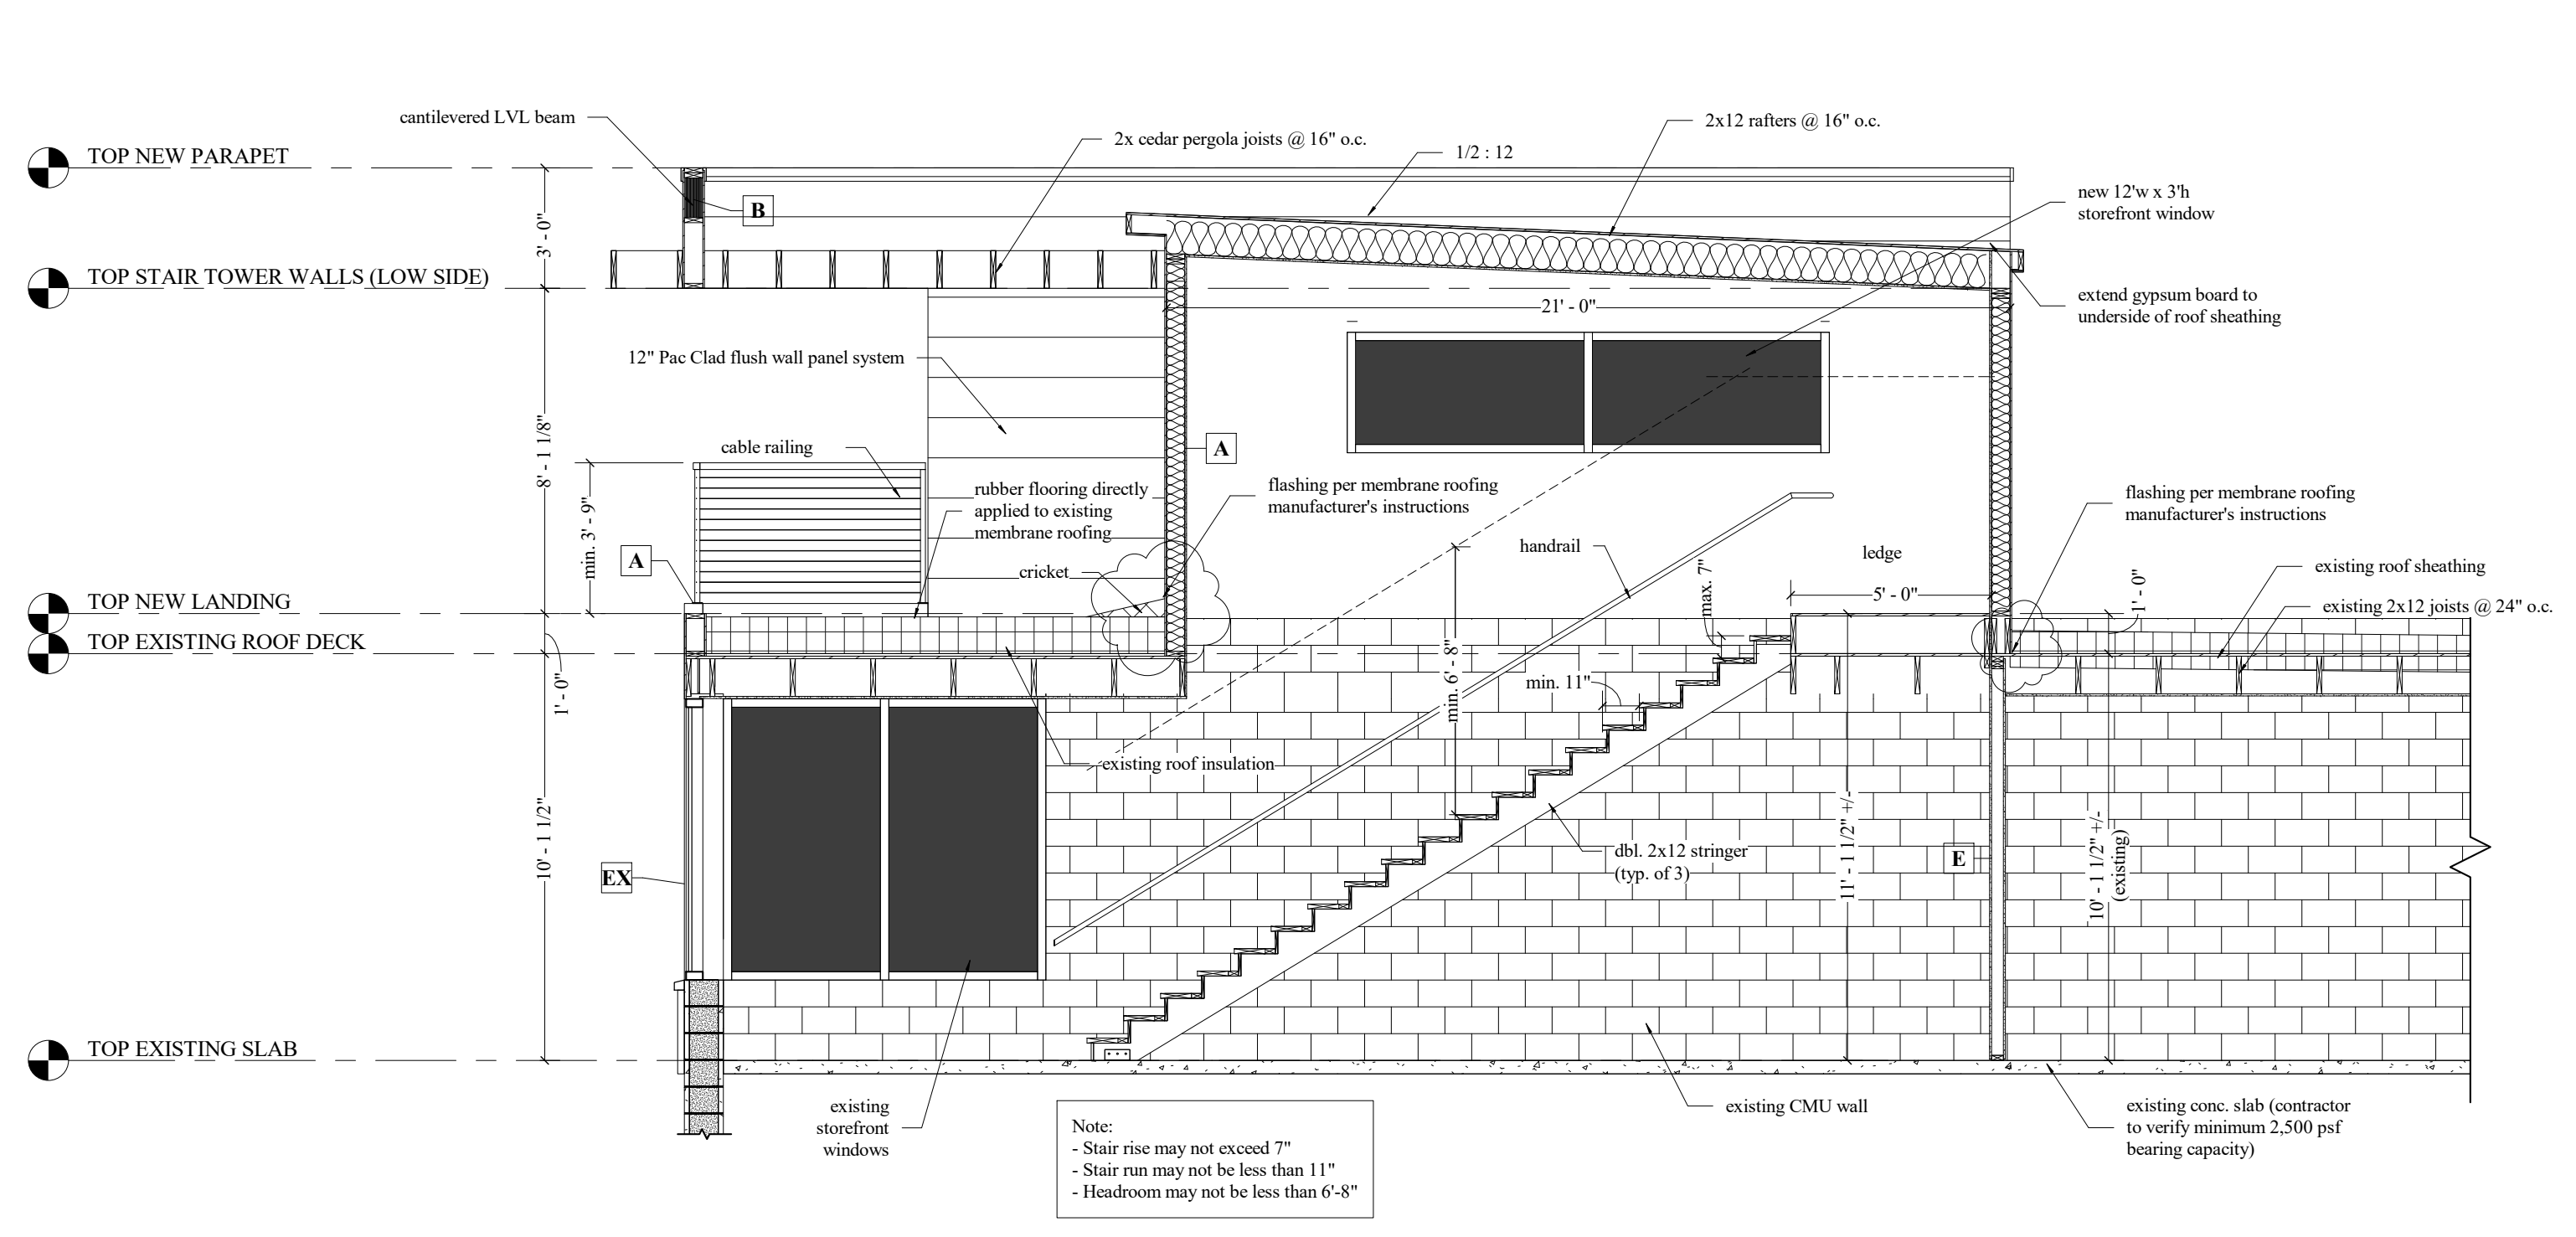 cantilevered LVL beam
2x12 rafters @ 16" o.c.
2x cedar pergola joists @ 16" o.c.
1/2 : 12
TOP NEW PARAPET
new 12'w x 3'h
storefront window
B
3' - 0"
TOP STAIR TOWER WALLS (LOW SIDE)
21' - 0"
extend gypsum board to
underside of roof sheathing
12" Pac Clad flush wall panel system
8' - 1 1/8"
cable railing
A
min. 3' - 9"
rubber flooring directly
applied to existing
membrane roofing
flashing per membrane roofing
manufacturer's instructions
flashing per membrane roofing
manufacturer's instructions
A
cricket
handrail
ledge
max. 7"
5' - 0"
1' - 0"
existing roof sheathing
existing 2x12 joists @ 24" o.c.
TOP NEW LANDING
TOP EXISTING ROOF DECK
1' - 0"
min. 6' - 8"
min. 11"
existing roof insulation
10' - 1 1/2"
EX
dbl. 2x12 stringer
(typ. of 3)
11' - 1 1/2" +/-
E
10' - 1 1/2" +/-
(existing)
TOP EXISTING SLAB
existing
storefront
windows
Note:
- Stair rise may not exceed 7"
- Stair run may not be less than 11"
- Headroom may not be less than 6'-8"
existing CMU wall
existing conc. slab (contractor
to verify minimum 2,500 psf
bearing capacity)